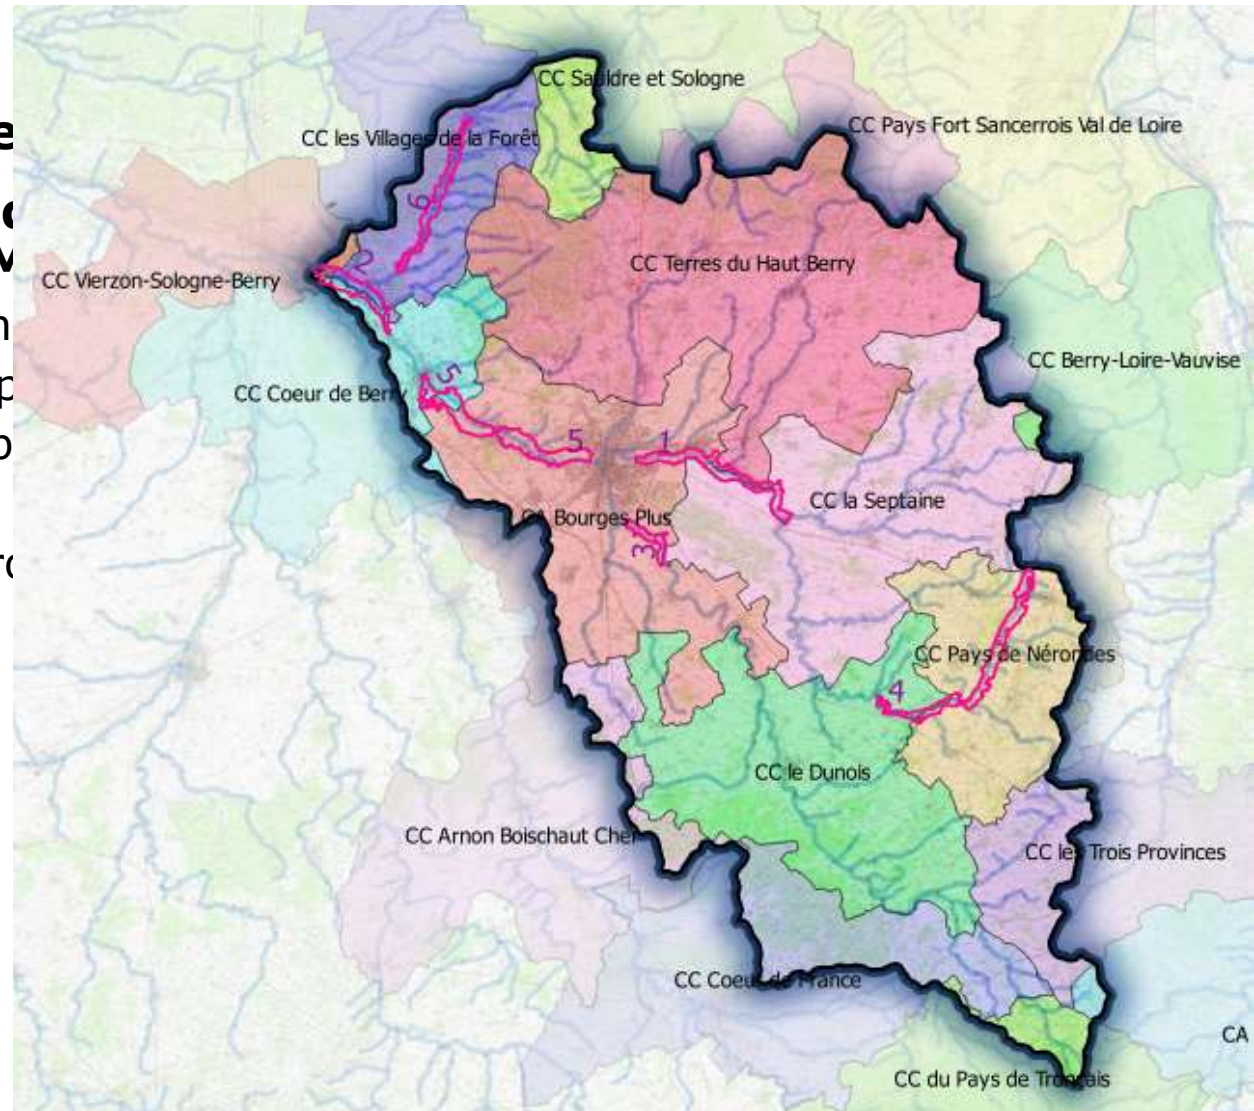 CC Sauldre et Sologne
CC les Villages de la Forêt
CC Pays Fort Sancerrois Val de Loire
6
2
CC Terres du Haut Berry
CC Vierzon-Sologne-Berry
CC Berry-Loire-Vauvise
5
CC Coeur de Berry
5
1
CC la Septaine
CA Bourges Plus
3
CC Pays de Nérondes
4
CC le Dunois
CC Arnon Boischaut Cher
CC les Trois Provinces
CC Coeur de France
CA
CC du Pays de Tronçais